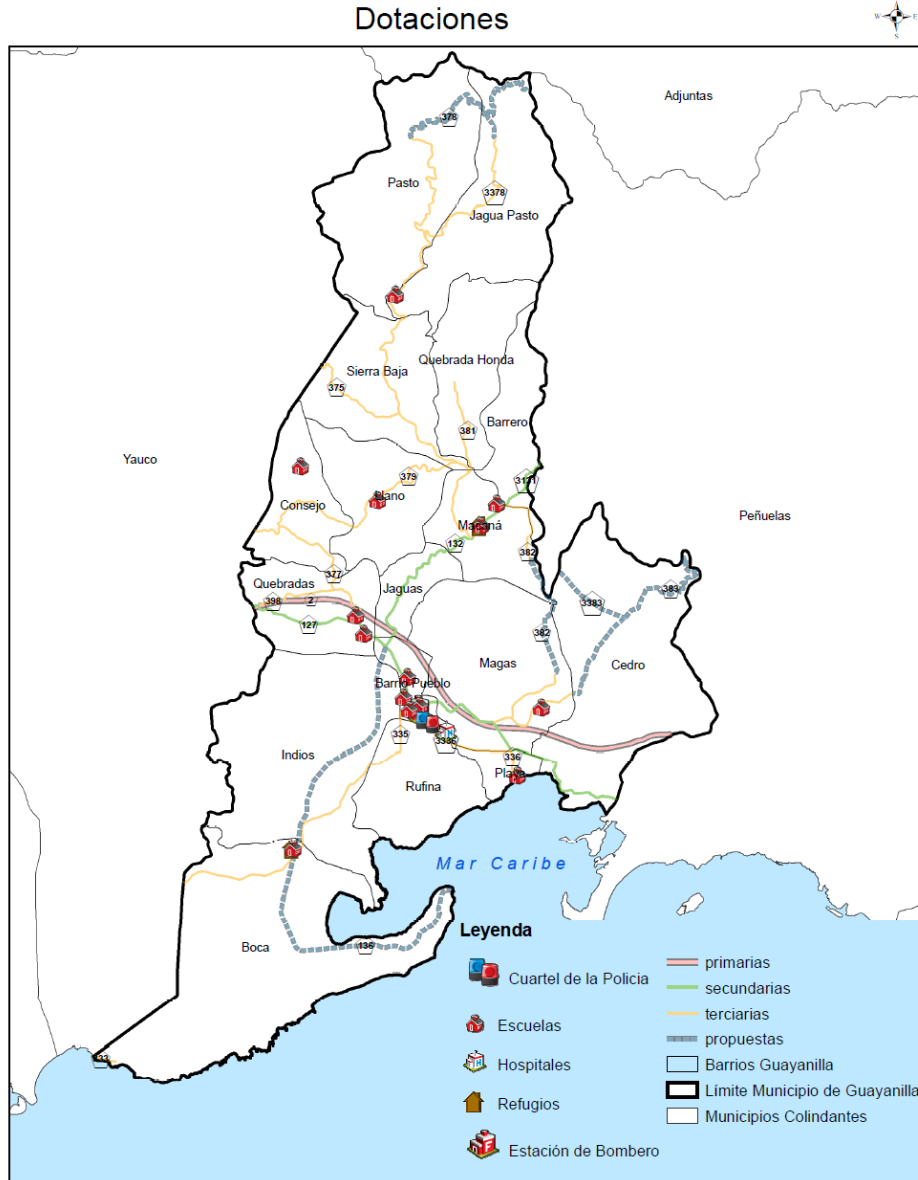 Dotaciones
W
E
S
Adjuntas
378
Pasto
3378
Jagua Pasto
Quebrada Honda
Sierra Baja
375
Barrero
381
Yauco
379
3131
Llano
Consejo
Peñuelas
Macaná
132
382
377
Quebradas
Jaguas
383
398
2
3383
127
382
Magas
Cedro
Barrio Pueblo
335
3336
Indios
336
Playa
Rufina
Mar Caribe
Boca
136
333
Leyenda
Cuartel de la Policia
Escuelas
Hospitales
Refugios
Estación de Bombero
primarias
secundarias
terciarias
propuestas
Barrios Guayanilla
Límite Municipio de Guayanilla
Municipios Colindantes